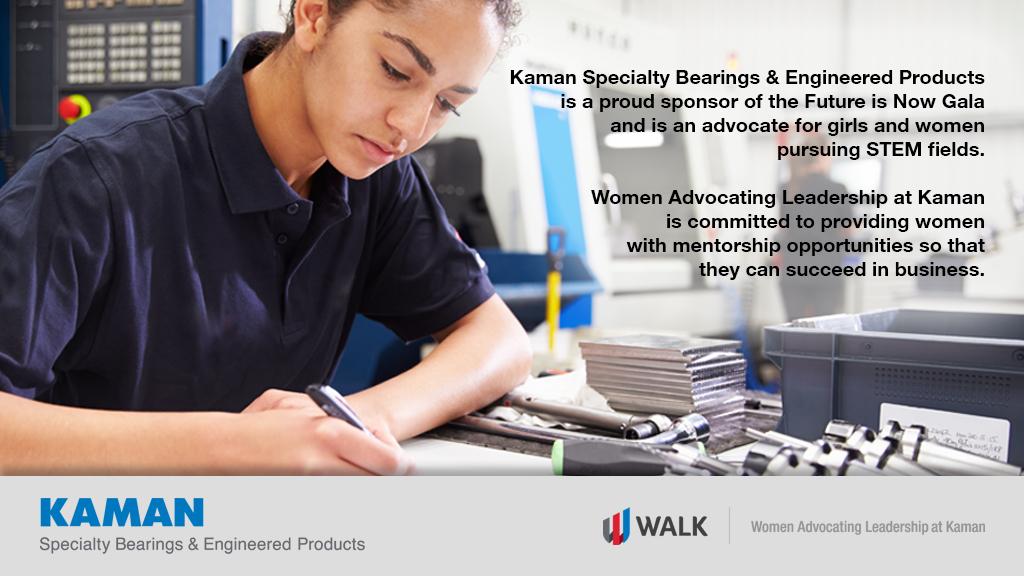 Kaman Specialty Bearings & Engineered Products
is a proud sponsor of the Future is Now Gala
and is an advocate for girls and women
pursuing STEM fields.
Women Advocating Leadership at Kaman
is committed to providing women
with mentorship opportunities so that
they can succeed in business.
KAMAN
Specialty Bearings & Engineered Products
WALK
Women Advocating Leadership at Kaman